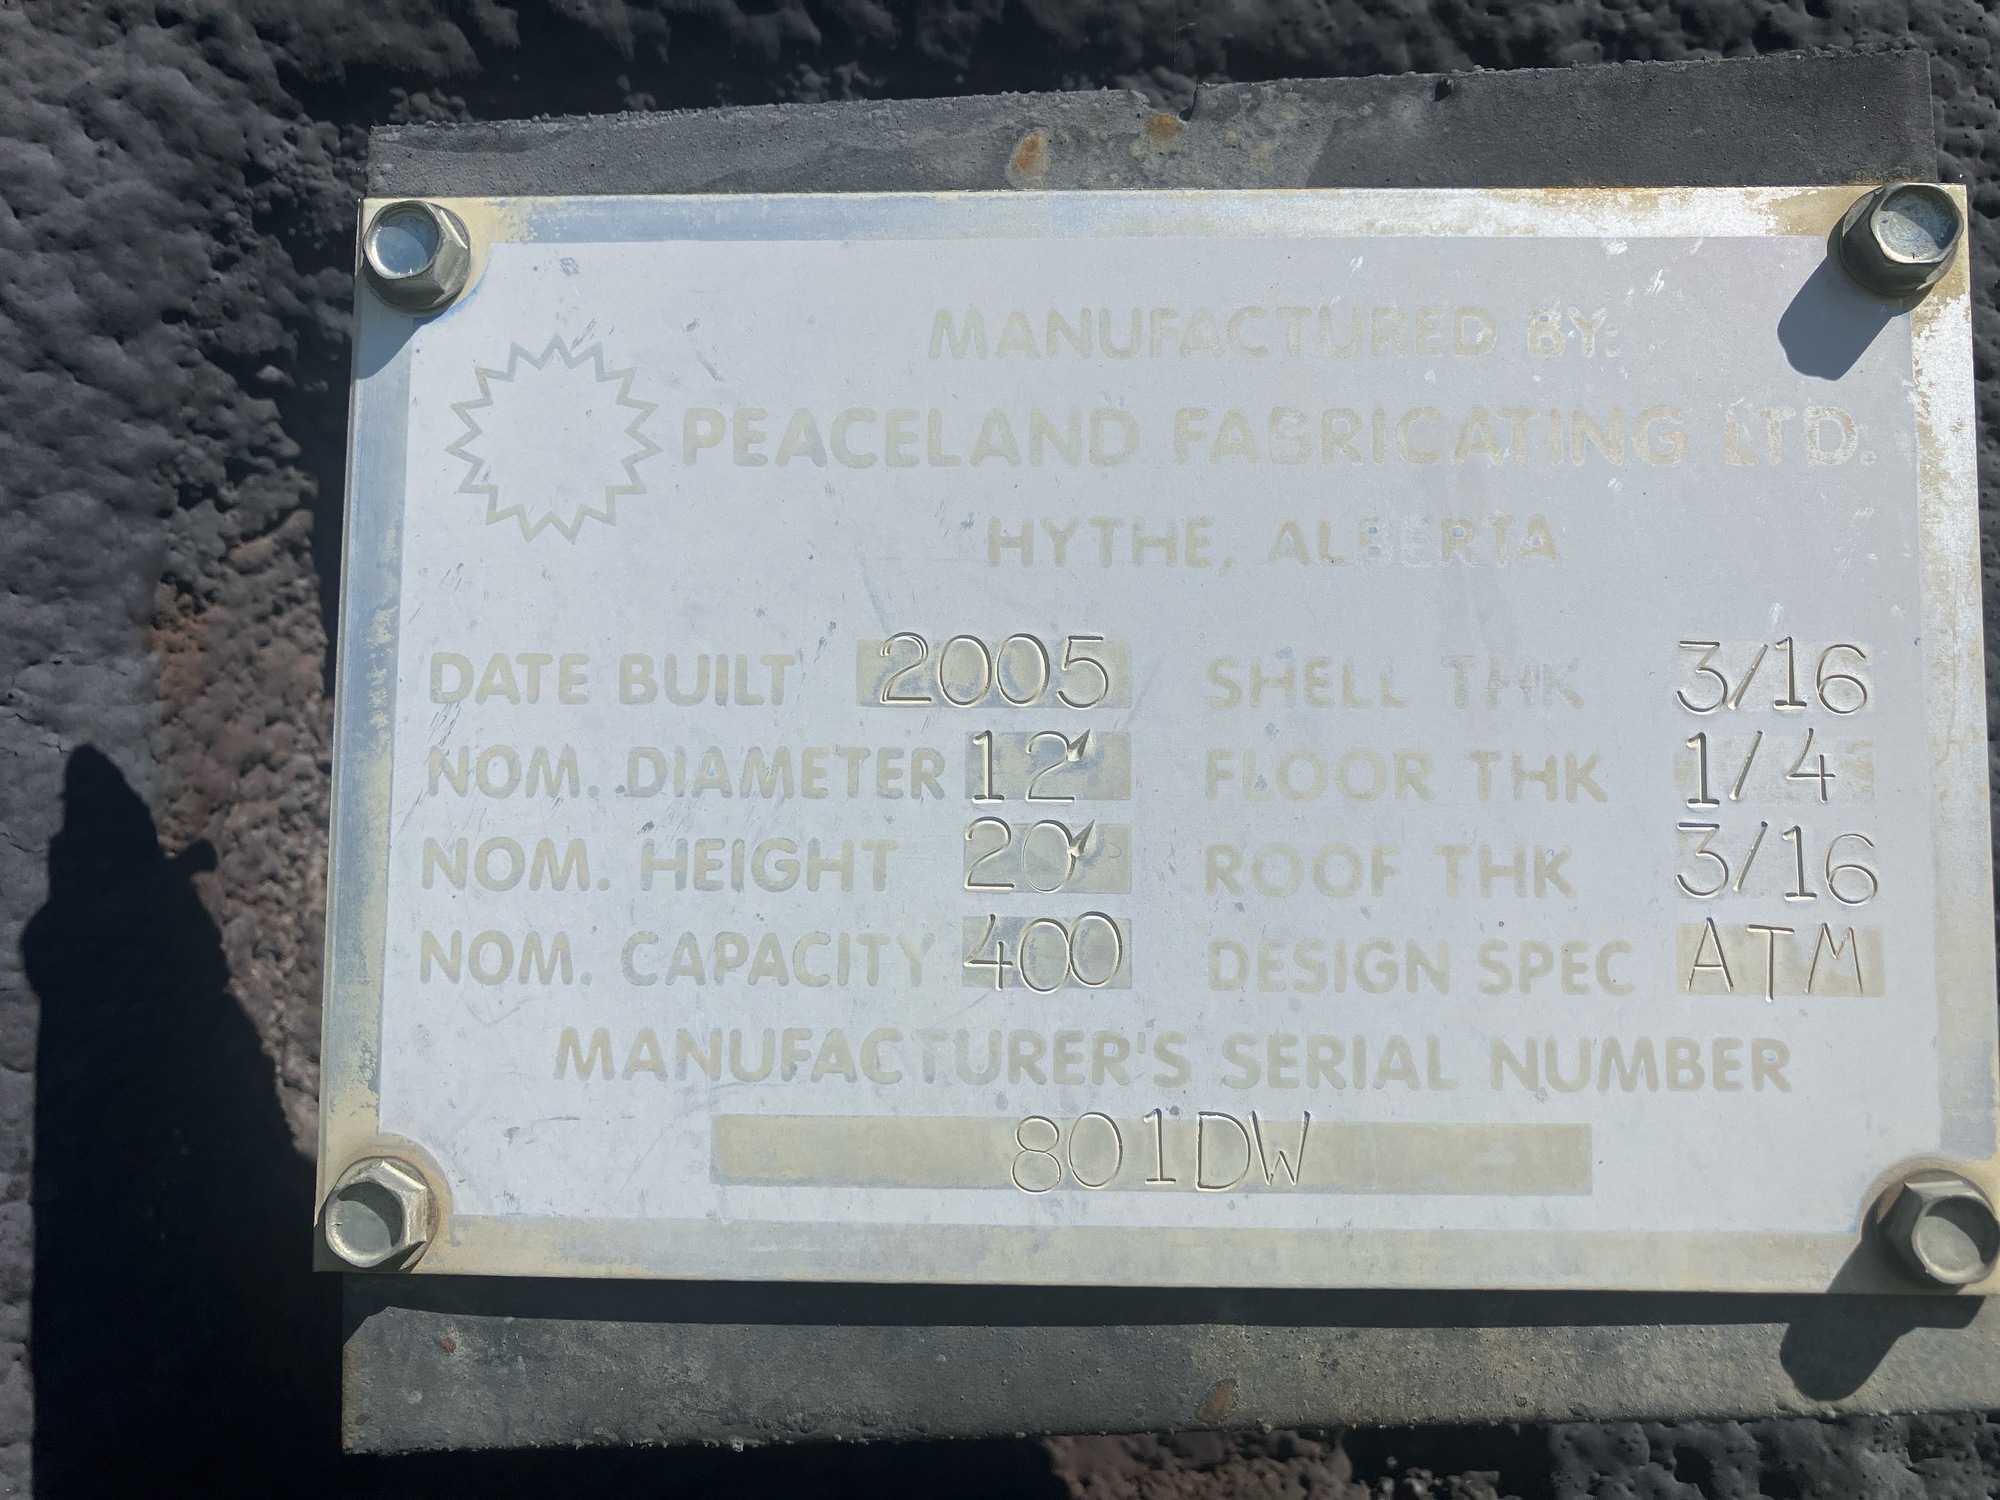 MANUFACTURED BY:
PEACELAND FABRICATING LTD.
HYTHE, ALBERTA
DATE BUILT 2005 SHELL THK 3/16
NOM. DIAMETER 12' FLOOR THK 1/4
NOM. HEIGHT 20' ROOF THK 3/16
NOM. CAPACITY 400 DESIGN SPEC ATM
MANUFACTURER'S SERIAL NUMBER
801DW